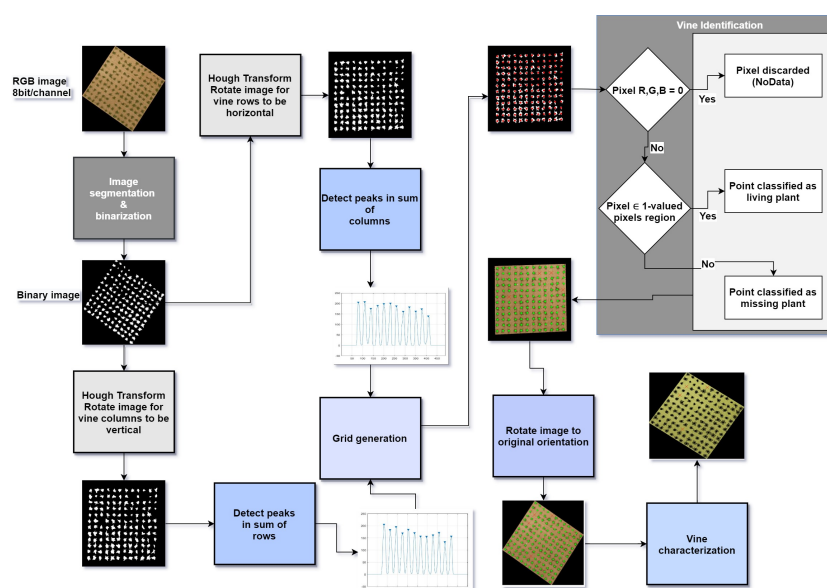 RGB image
8bit/channel
Image
segmentation
&
binarization
Binary image
Hough Transform
Rotate image for
vine columns to be
vertical
Hough Transform
Rotate image for
vine rows to be
horizontal
Detect peaks in sum
of
columns
Detect peaks in
sum of
rows
Grid generation
Vine Identification
Pixel R,G,B = 0
Yes
Pixel discarded
(NoData)
No
Pixel ∈ 1-valued
pixels region
Yes
Point classified as
living plant
No
Point classified as
missing plant
Rotate image to
original orientation
Vine
characterization